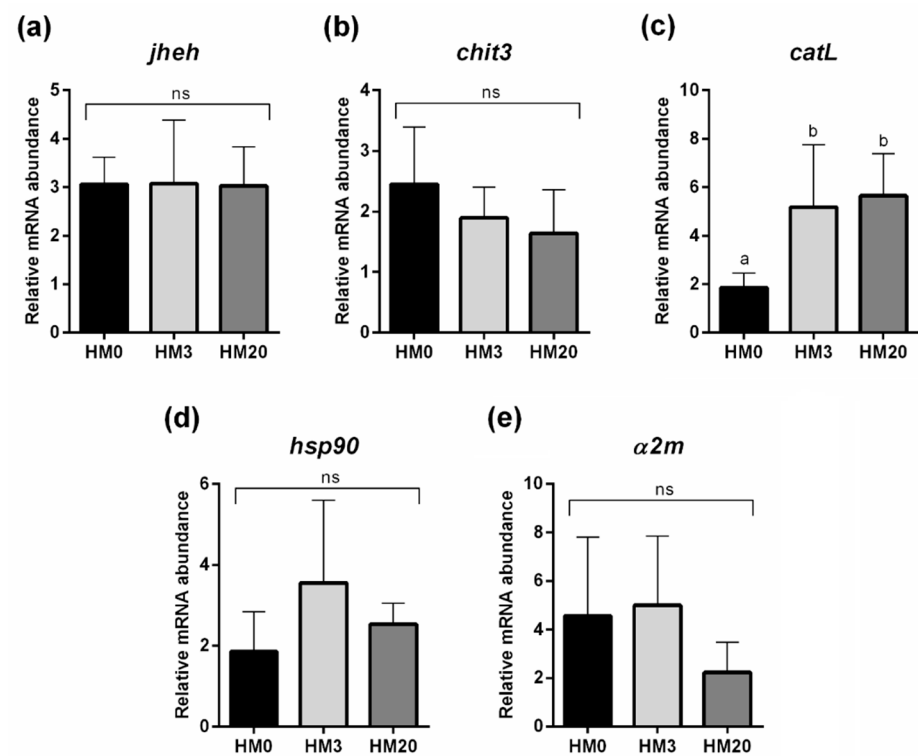 (a)
jheh
Relative mRNA abundance
5
4
3
2
1
0
ns
HM0 HM3 HM20
(b)
chit3
Relative mRNA abundance
4
3
2
1
0
ns
HM0 HM3 HM20
(c)
catL
Relative mRNA abundance
10
8
6
4
2
0
a
b
b
HM0 HM3 HM20
(d)
hsp90
Relative mRNA abundance
6
4
2
0
ns
HM0 HM3 HM20
(e)
α2m
Relative mRNA abundance
10
8
6
4
2
0
ns
HM0 HM3 HM20